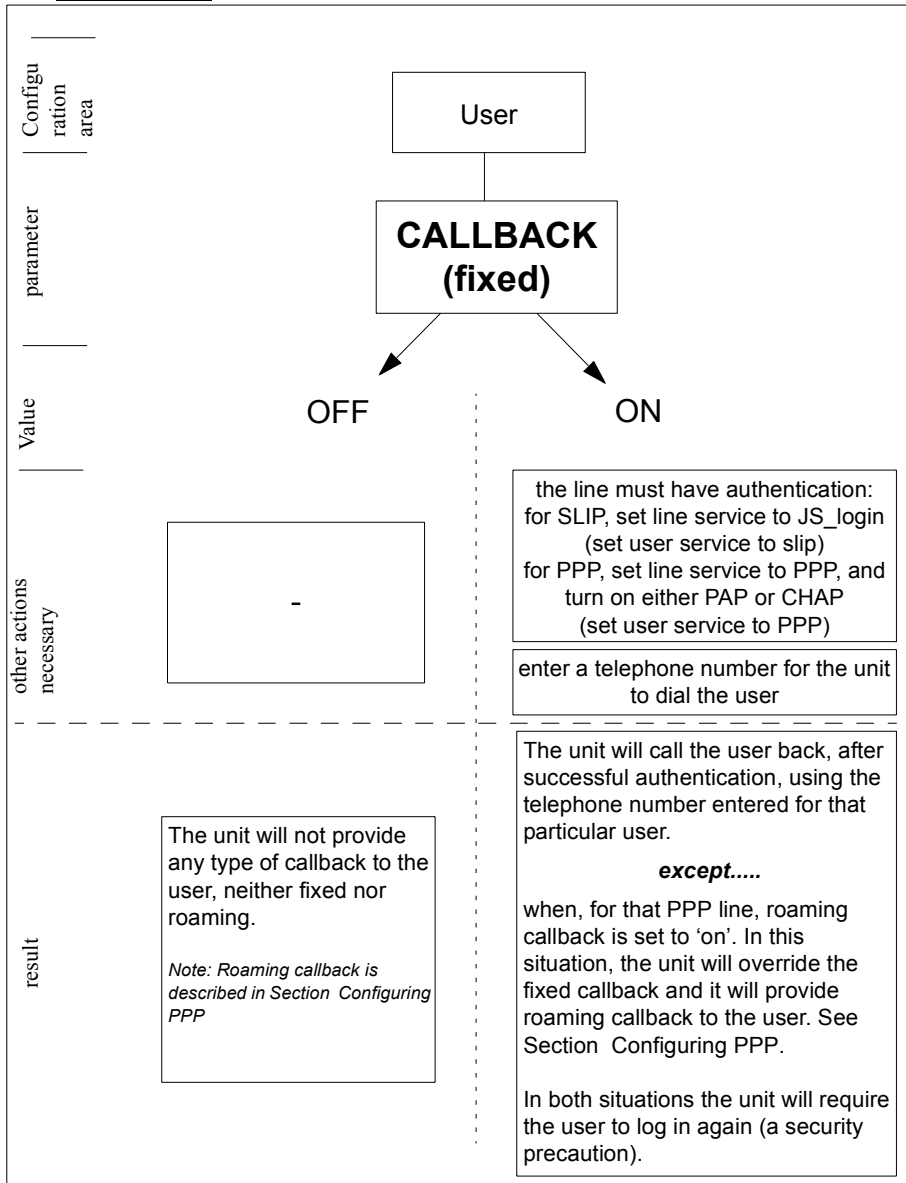 Configu
ration
area
User
parameter
CALLBACK
(fixed)
Value
OFF
ON
other actions
necessary
-
the line must have authentication:
for SLIP, set line service to JS_login
(set user service to slip)
for PPP, set line service to PPP, and
turn on either PAP or CHAP
(set user service to PPP)
enter a telephone number for the unit
to dial the user
result
The unit will not provide
any type of callback to the
user, neither fixed nor
roaming.
Note: Roaming callback is
described in Section Configuring
PPP
The unit will call the user back, after
successful authentication, using the
telephone number entered for that
particular user.
except.....
when, for that PPP line, roaming
callback is set to ‘on’. In this
situation, the unit will override the
fixed callback and it will provide
roaming callback to the user. See
Section Configuring PPP.
In both situations the unit will require
the user to log in again (a security
precaution).